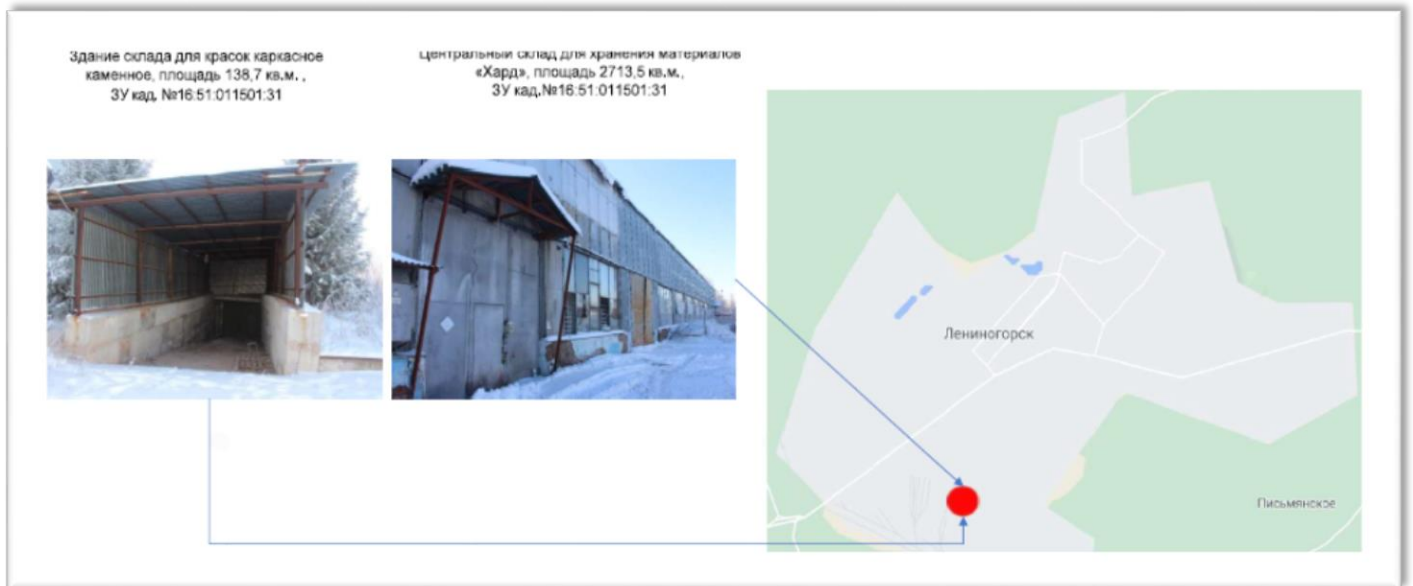 Здание склада для красок каркасное
каменное, площадь 138,7 кв.м. ,
ЗУ кад. №16:51:011501:31
Центральный склад для хранения материалов
«Хард», площадь 2713,5 кв.м.,
ЗУ кад.№16:51:011501:31
Лениногорск
Письмянское